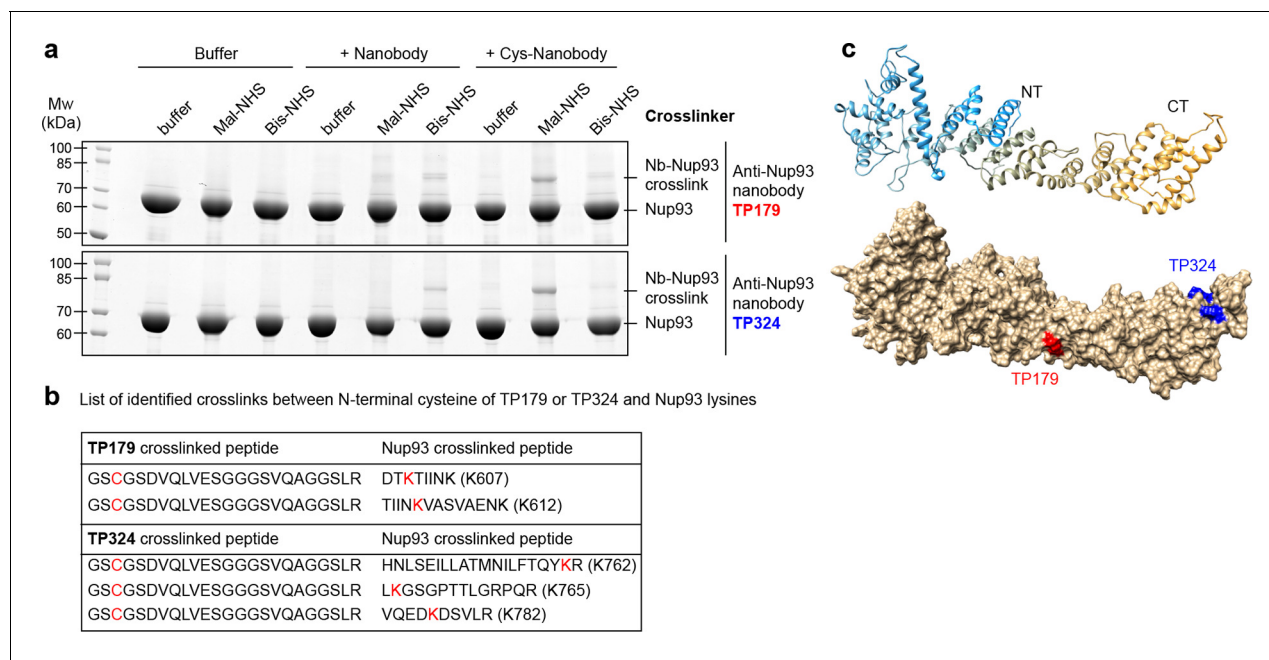 a
Buffer + Nanobody + Cys-Nanobody
Mw
(kDa)
buffer Mal-NHS Bis-NHS buffer Mal-NHS Bis-NHS buffer Mal-NHS Bis-NHS Crosslinker
100
85
70
60
50
Nb-Nup93
crosslink
Nup93
Anti-Nup93
nanobody
TP179
100
85
70
60
Nb-Nup93
crosslink
Nup93
Anti-Nup93
nanobody
TP324
b List of identified crosslinks between N-terminal cysteine of TP179 or TP324 and Nup93 lysines
TP179 crosslinked peptide Nup93 crosslinked peptide
GSCGSDVQLVESGGGSVQAGGSLR DTKTIINK (K607)
GSCGSDVQLVESGGGSVQAGGSLR TIINKVASVAENK (K612)
TP324 crosslinked peptide Nup93 crosslinked peptide
GSCGSDVQLVESGGGSVQAGGSLR HNLSEILLATMNILFTQYKR (K762)
GSCGSDVQLVESGGGSVQAGGSLR LKGSGPTTLGRPQR (K765)
GSCGSDVQLVESGGGSVQAGGSLR VQEDKDSVLR (K782)
c
NT CT
TP324
TP179